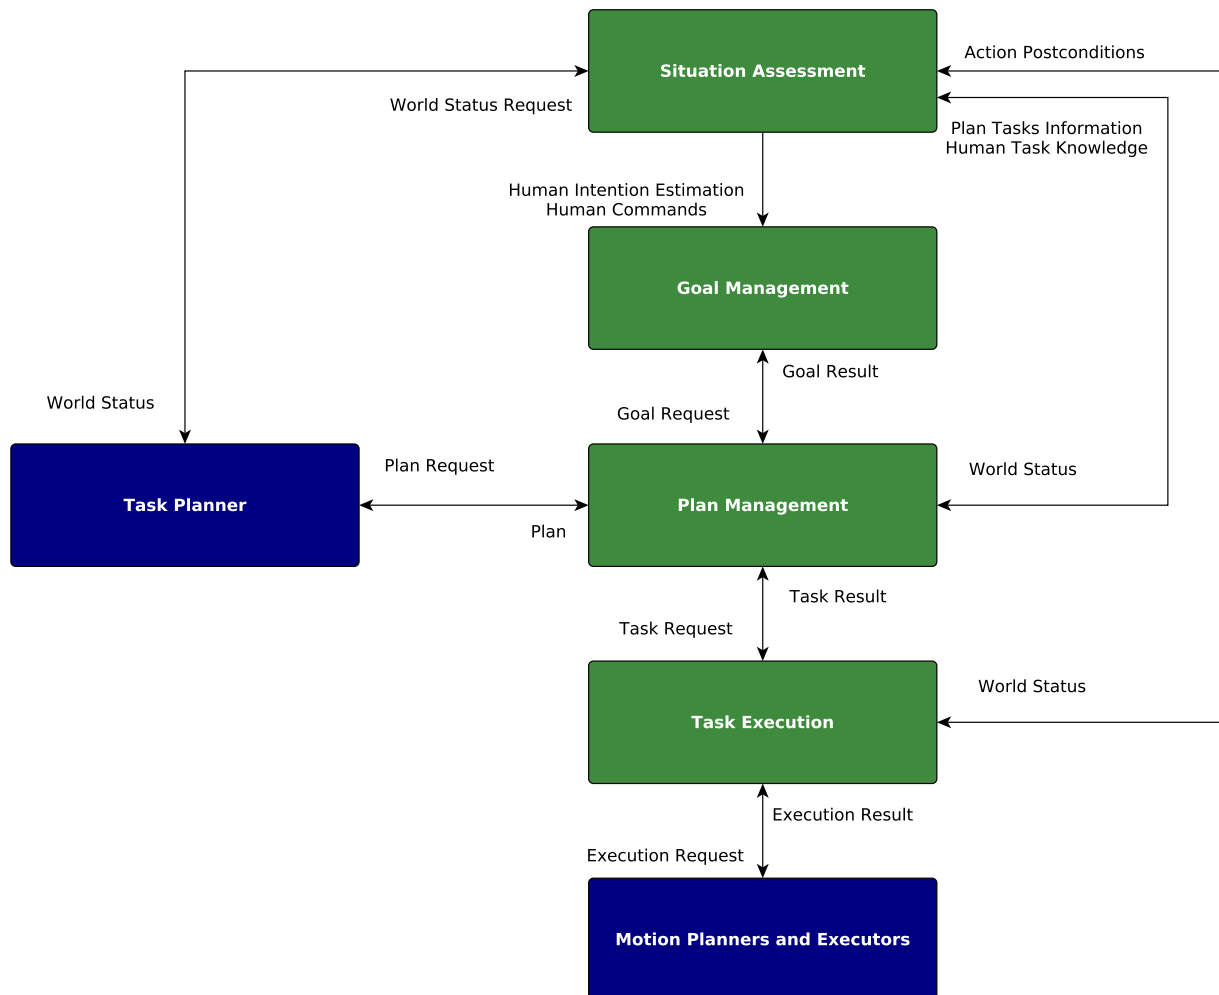 Action Postconditions
Situation Assessment
World Status Request
Plan Tasks Information
Human Task Knowledge
Human Intention Estimation
Human Commands
Goal Management
Goal Result
World Status
Goal Request
Plan Request
World Status
Task Planner
Plan Management
Plan
Task Result
Task Request
World Status
Task Execution
Execution Result
Execution Request
Motion Planners and Executors